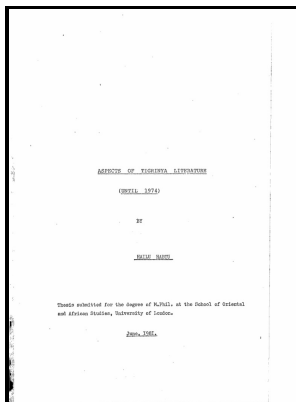 ASPECTS OF TIGRINYA LITERATURE
(UNTIL 1974)
BY
HAILU HABTU
Thesis submitted for the degree of M.Phil. at the School of Oriental
and African Studies, University of London.
June, 1981.